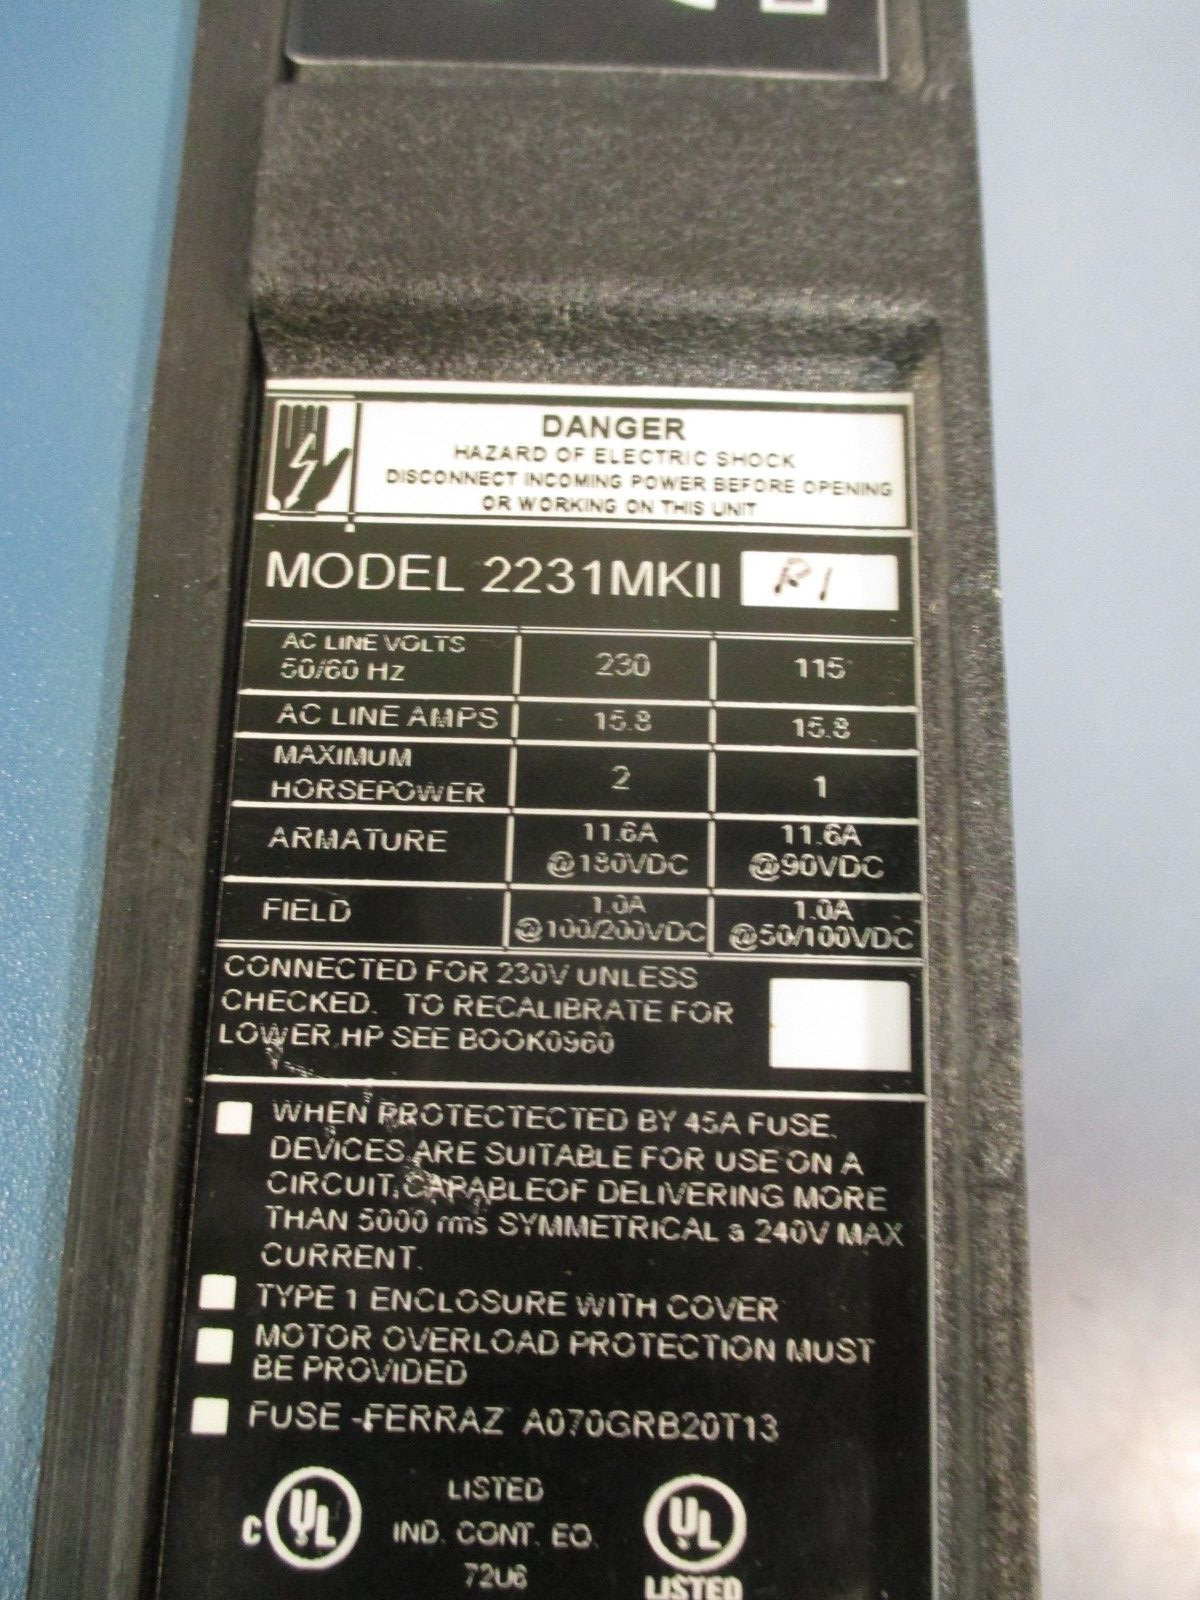 DANGER
HAZARD OF ELECTRIC SHOCK
DISCONNECT INCOMING POWER BEFORE OPENING
OR WORKING ON THIS UNIT
MODEL 2231MKII R1
AC LINE VOLTS
50/60 Hz 230 115
AC LINE AMPS 15.8 15.8
MAXIMUM
HORSEPOWER 2 1
ARMATURE 11.6A @180VDC 11.6A @90VDC
FIELD 1.0A @100/200VDC 1.0A @50/100VDC
CONNECTED FOR 230V UNLESS
CHECKED. TO RECALIBRATE FOR
LOWER HP SEE BOOK0960
WHEN PROTECTECTED BY 45A FUSE.
DEVICES ARE SUITABLE FOR USE ON A
CIRCUIT, CAPABLEOF DELIVERING MORE
THAN 5000 rms SYMMETRICAL a 240V MAX
CURRENT.
TYPE 1 ENCLOSURE WITH COVER
MOTOR OVERLOAD PROTECTION MUST
BE PROVIDED
FUSE -FERRAZ A070GRB20T13
C UL LISTED UL
IND. CONT. EQ.
72U6 LISTED